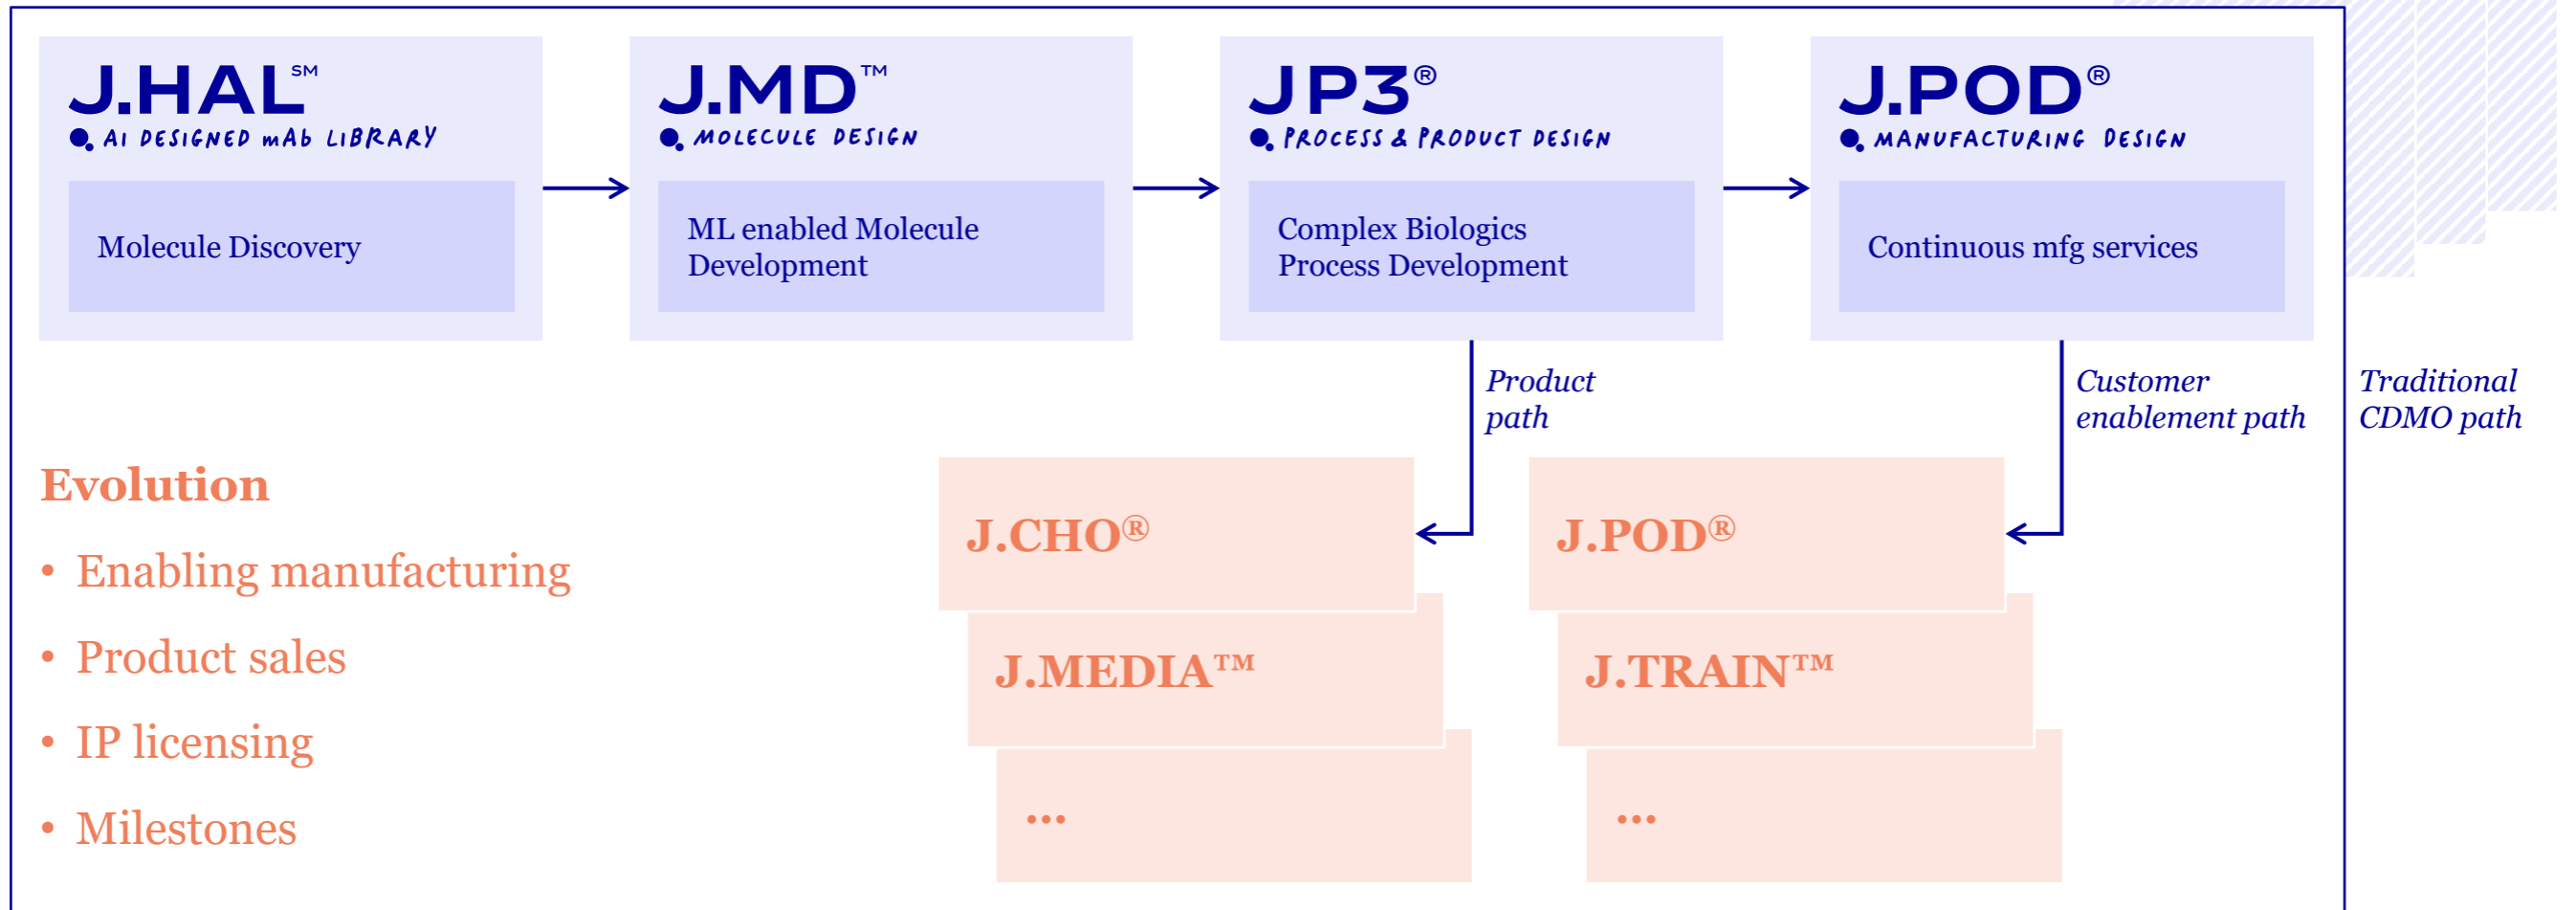 J.HAL℠
AI DESIGNED mAb LIBRARY
Molecule Discovery
J.MD™
MOLECULE DESIGN
ML enabled Molecule
Development
JP3®
PROCESS & PRODUCT DESIGN
Complex Biologics
Process Development
J.POD®
MANUFACTURING DESIGN
Continuous mfg services
Product
path
Customer
enablement path
Traditional
CDMO path
Evolution
• Enabling manufacturing
• Product sales
• IP licensing
• Milestones
J.CHO®
J.MEDIA™
...
J.POD®
J.TRAIN™
...